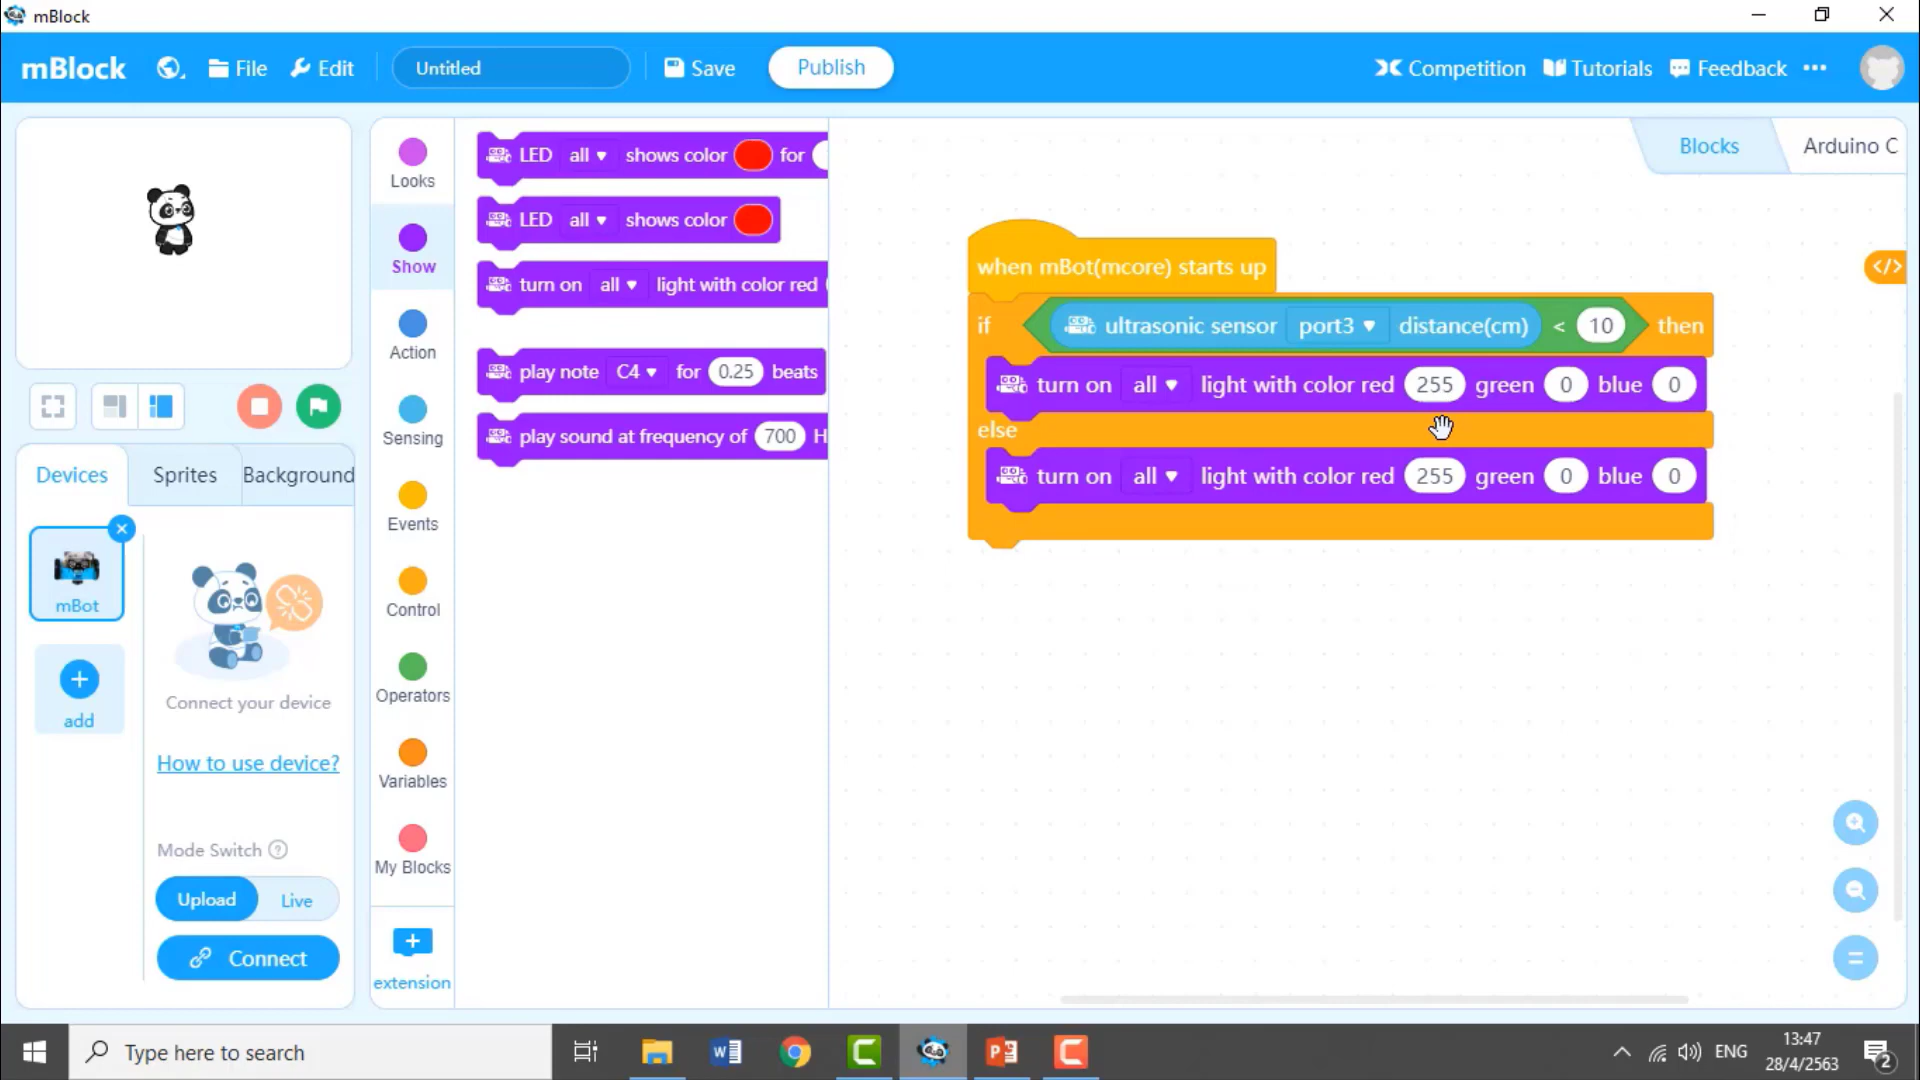 mBlock
mBlock
File
Edit
Untitled
Save
Publish
Competition
Tutorials
Feedback
Looks
Show
Action
Sensing
Events
Control
Operators
Variables
My Blocks
extension
LED all shows color for
LED all shows color
turn on all light with color red
play note C4 for 0.25 beats
play sound at frequency of 700 H
Blocks
Arduino C
</>
when mBot(mcore) starts up
if ultrasonic sensor port3 distance(cm) < 10 then
turn on all light with color red 255 green 0 blue 0
else
turn on all light with color red 255 green 0 blue 0
Devices
Sprites
Background
mBot
add
Connect your device
How to use device?
Mode Switch ?
Upload
Live
Connect
Type here to search
ENG
13:47
28/4/2563
2